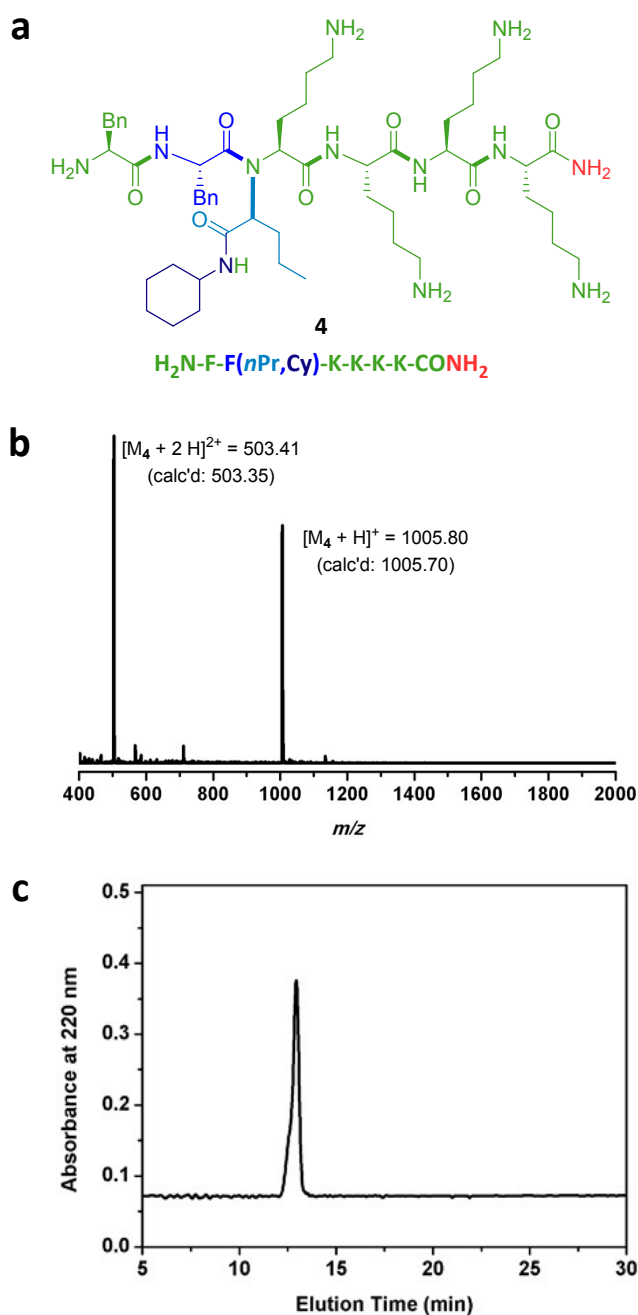 a
NH₂
NH₂
Bn
H
N
O
H
N
O
H
N
O
N
H₂N
O
Bn
O
O
NH₂
O
N
H
NH₂
NH₂
4
H₂N-F-F(nPr,Cy)-K-K-K-K-CONH₂
b
[M₄ + 2 H]²⁺ = 503.41
(calc'd: 503.35)
[M₄ + H]⁺ = 1005.80
(calc'd: 1005.70)
400 600 800 1000 1200 1400 1600 1800 2000
m/z
c
0.5
0.4
0.3
0.2
0.1
0.0
Absorbance at 220 nm
5 10 15 20 25 30
Elution Time (min)